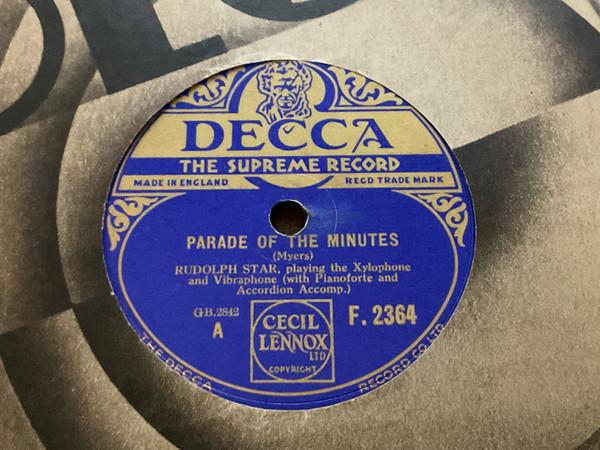 DECCA
THE SUPREME RECORD
MADE IN ENGLAND REGD TRADE MARK
PARADE OF THE MINUTES
(Myers)
RUDOLPH STAR, playing the Xylophone
and Vibraphone (with Pianoforte and
Accordion Accomp.)
GB.2842
A
CECIL
LENNOX
LTD
COPYRIGHT
F. 2364
THE DECCA RECORD CO LTD